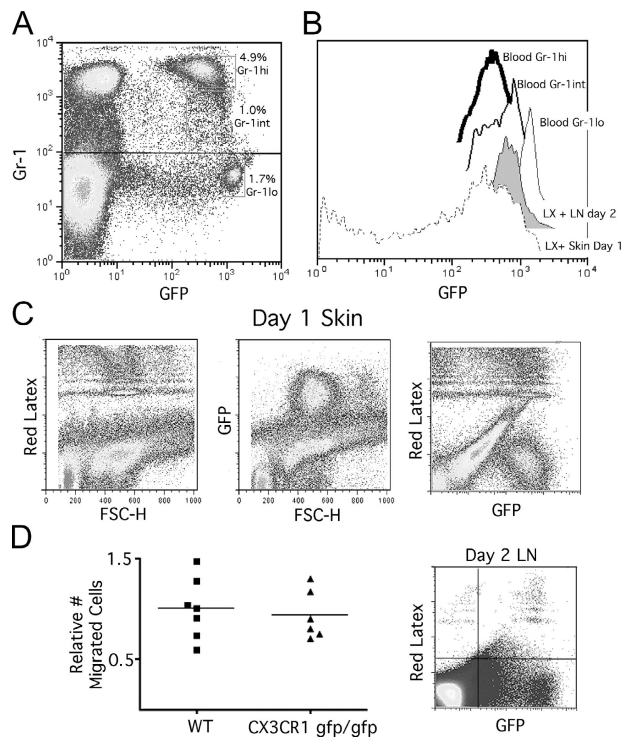 A
Gr-1
10^4
10^3
10^2
10^1
10^0
4.9%
Gr-1hi
1.0%
Gr-1int
1.7%
Gr-1lo
10^0
10^1
10^2
10^3
10^4
GFP
B
Blood Gr-1hi
Blood Gr-1int
Blood Gr-1lo
LX + LN day 2
LX+ Skin Day 1
10^0
10^1
10^2
10^3
10^4
GFP
C
Day 1 Skin
Red Latex
0
200
400
600
800
1000
FSC-H
GFP
0
200
400
600
800
1000
FSC-H
Red Latex
GFP
D
Relative #
Migrated Cells
1.5
0.5
WT
CX3CR1 gfp/gfp
Day 2 LN
Red Latex
GFP